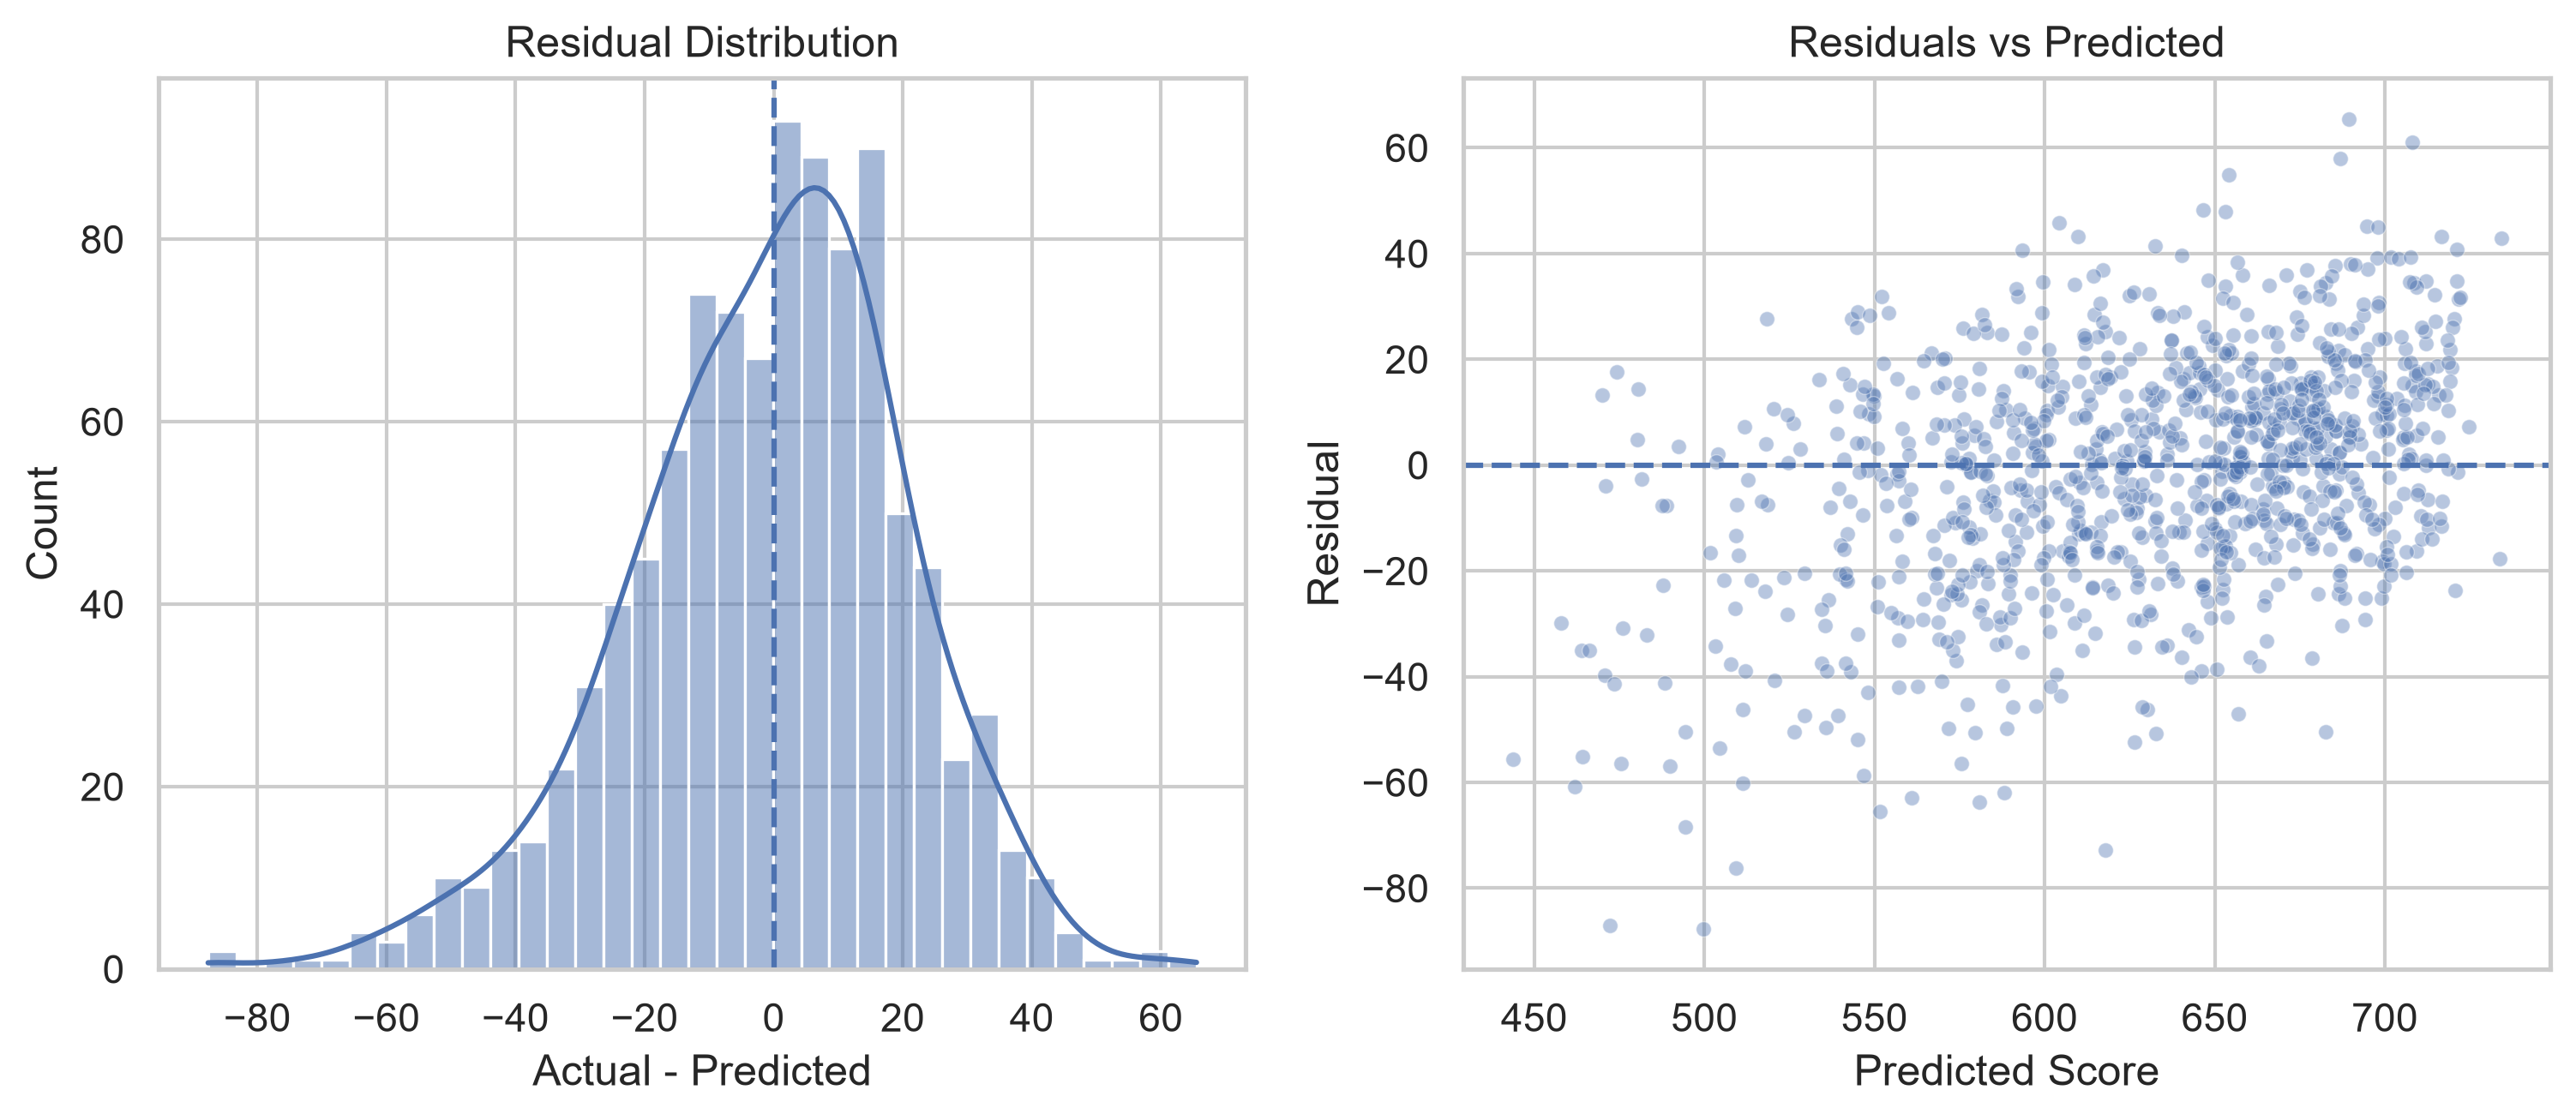 Residual Distribution
Count
80
60
40
20
0
−80 −60 −40 −20 0 20 40 60
Actual - Predicted
Residuals vs Predicted
Residual
60
40
20
0
−20
−40
−60
−80
450 500 550 600 650 700
Predicted Score